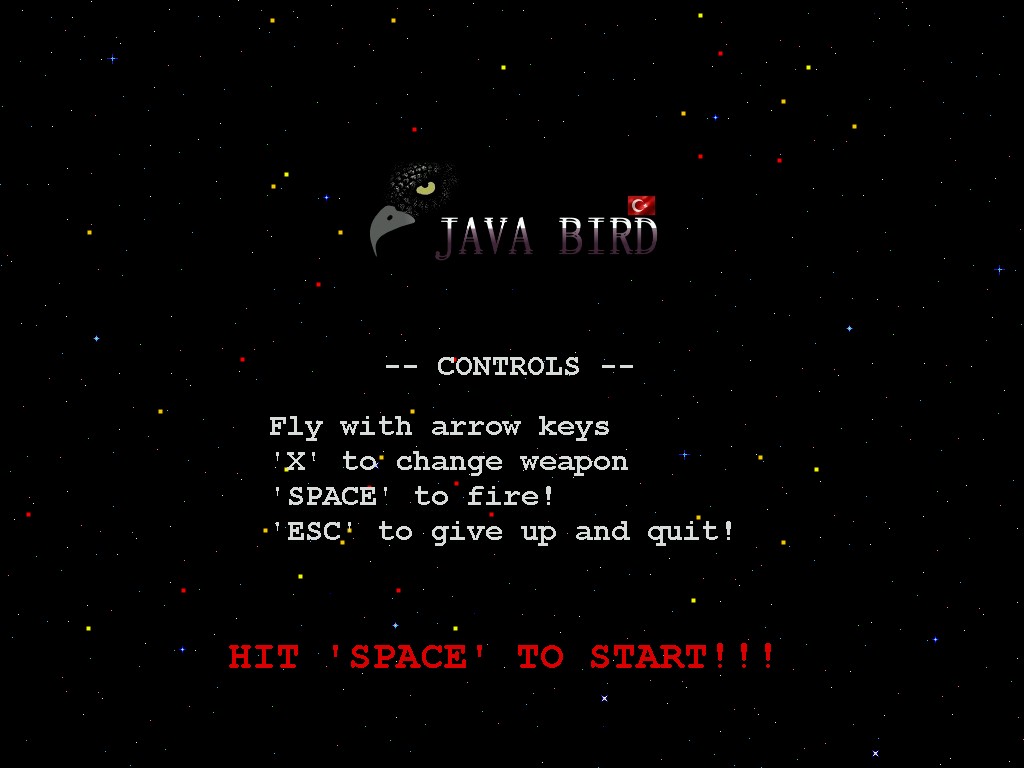 JAVA BIRD
-- CONTROLS --
Fly with arrow keys
'X' to change weapon
'SPACE' to fire!
'ESC' to give up and quit!
HIT 'SPACE' TO START!!!